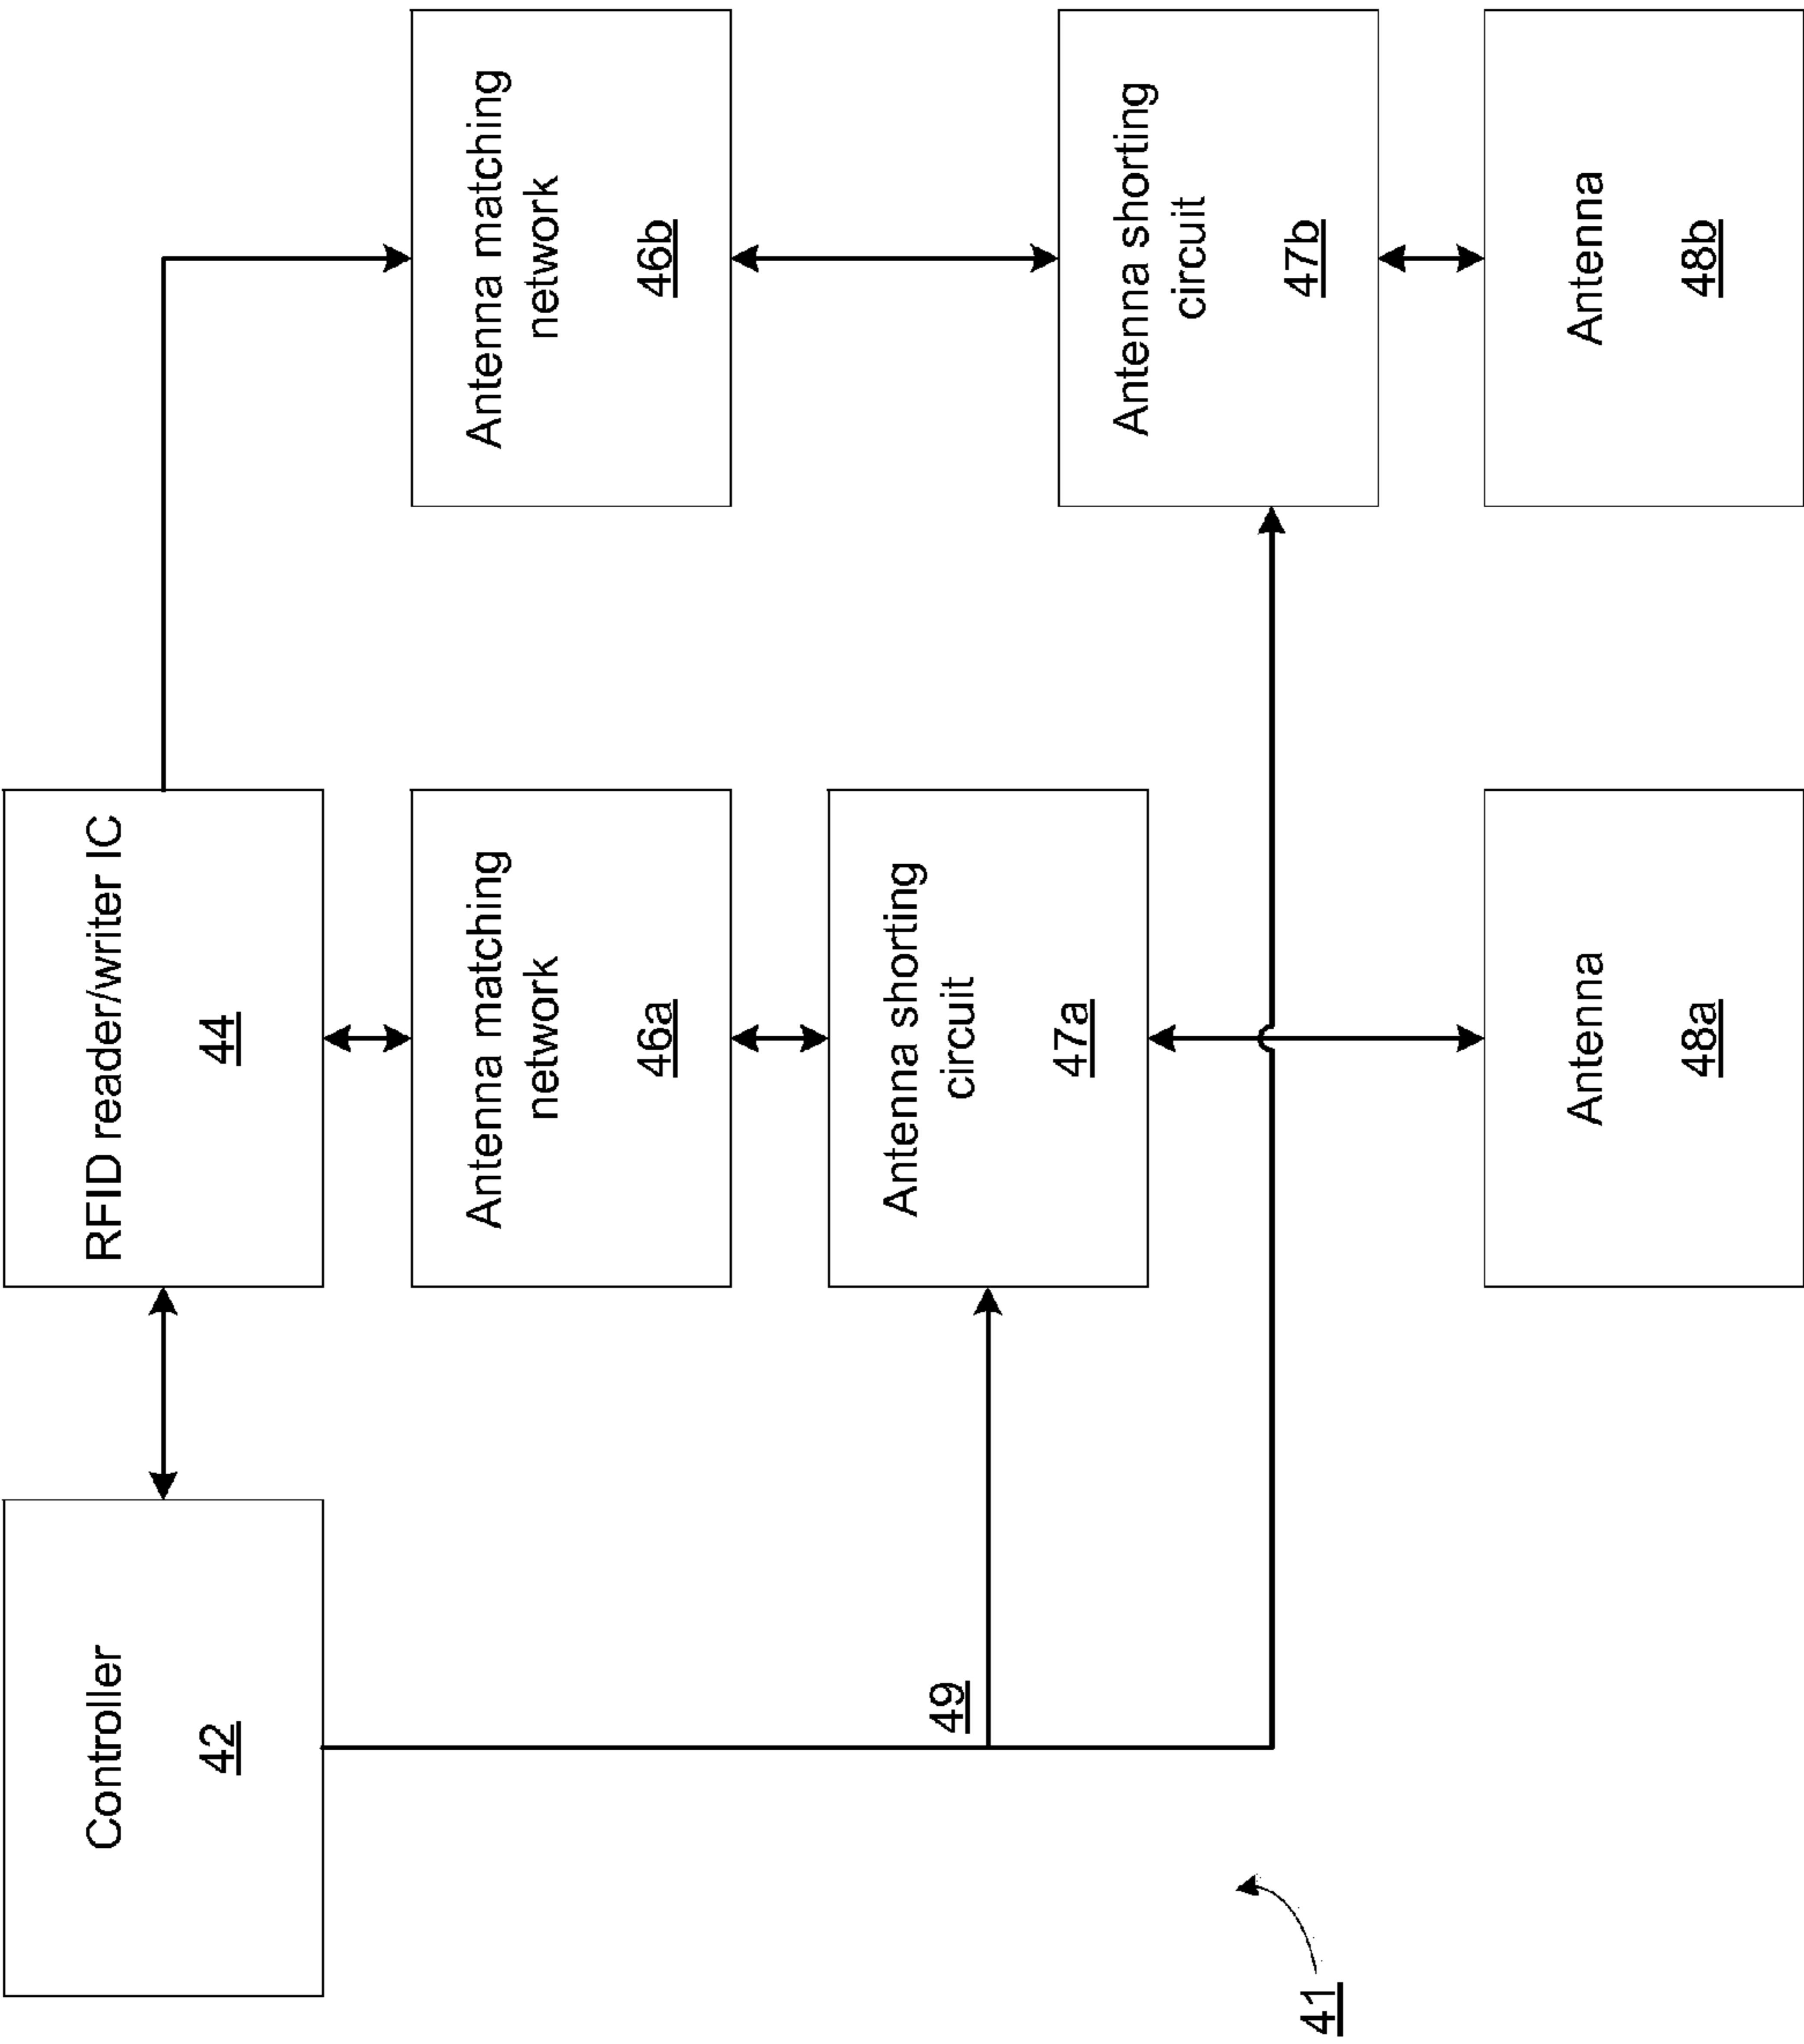 Controller
42
RFID reader/writer IC
44
Antenna matching
network
46a
Antenna matching
network
46b
49
Antenna shorting
circuit
47a
Antenna shorting
circuit
47b
41
Antenna
48a
Antenna
48b